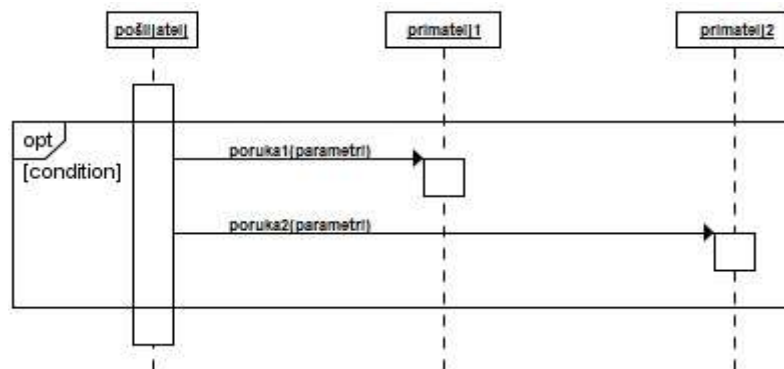 pošiljatelj
primatelj1
primatelj2
opt
[condition]
poruka1(parametri)
poruka2(parametri)